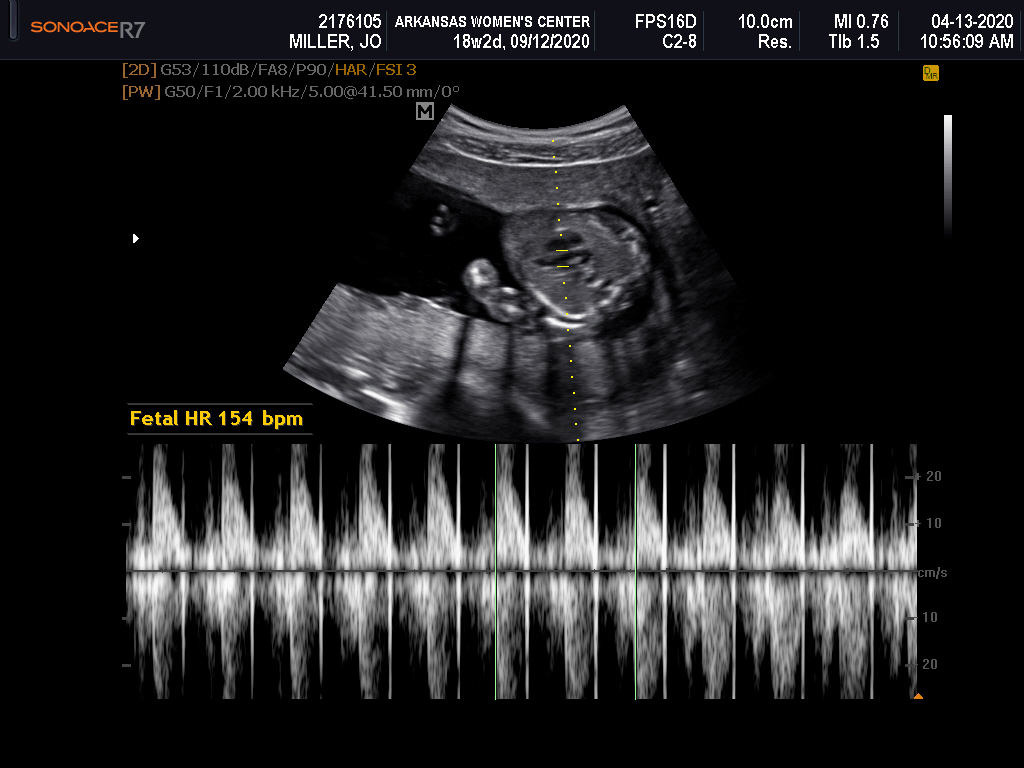 SONOACE R7
2176105
MILLER, JO
ARKANSAS WOMEN'S CENTER
18w2d, 09/12/2020
FPS16D
C2-8
10.0cm
Res.
MI 0.76
TIb 1.5
04-13-2020
10:56:09 AM
[2D] G53/110dB/FA8/P90/HAR/FSI 3
[PW] G50/F1/2.00 kHz/5.00@41.50 mm/0°
M
Fetal HR 154 bpm
20
10
cm/s
10
20